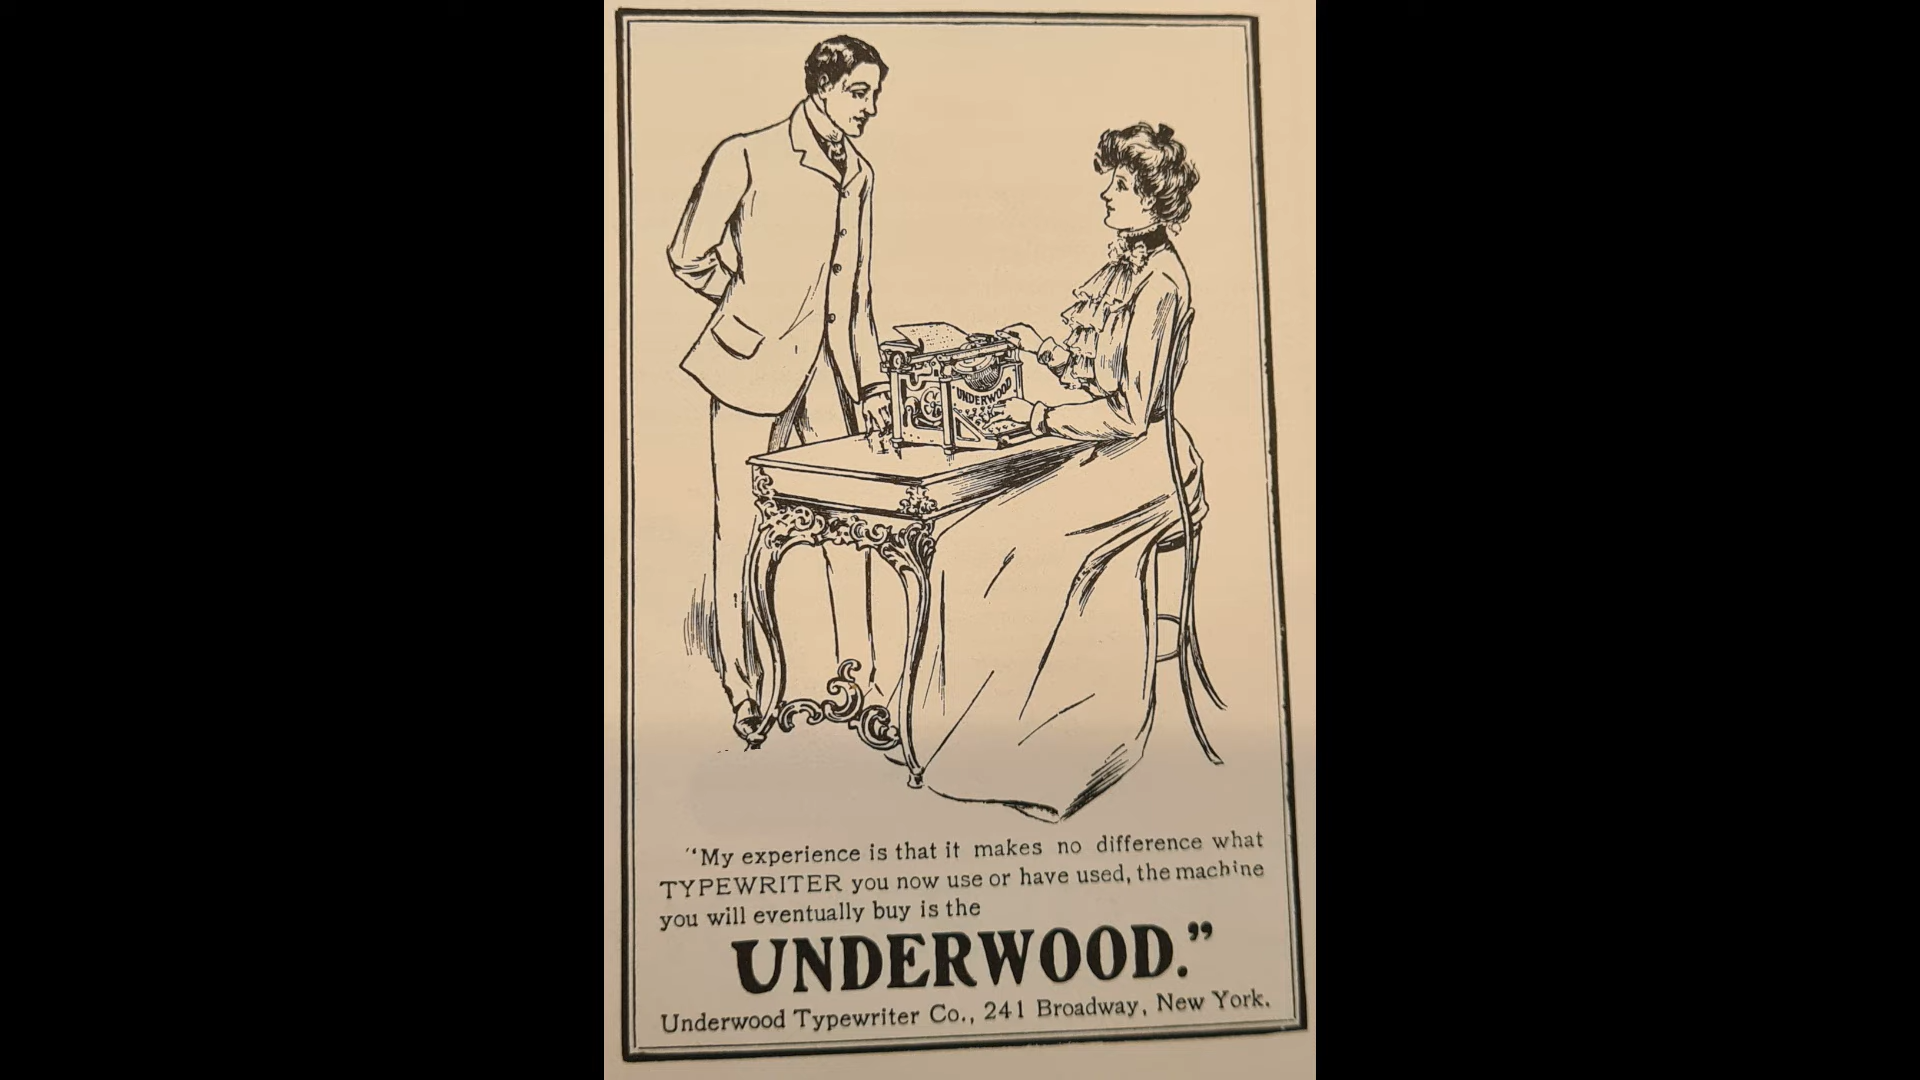 UNDERWOOD
"My experience is that it makes no difference what
TYPEWRITER you now use or have used, the machine
you will eventually buy is the
UNDERWOOD."
Underwood Typewriter Co., 241 Broadway, New York.